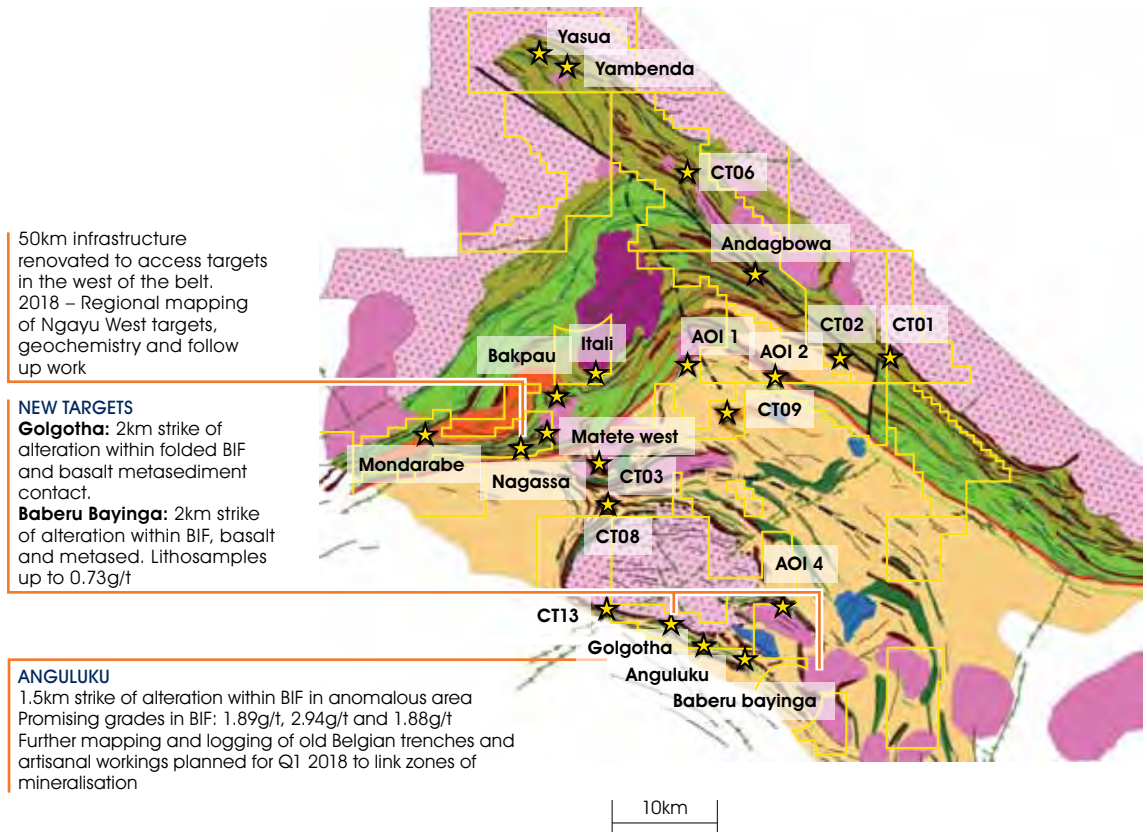 Yasua
Yambenda
CT06
50km infrastructure
renovated to access targets
in the west of the belt.
2018 – Regional mapping
of Ngayu West targets,
geochemistry and follow
up work
Andagbowa
Itali
Bakpau
AOI 1
AOI 2
CT02
CT01
CT09
NEW TARGETS
Golgotha: 2km strike of
alteration within folded BIF
and basalt metasediment
contact.
Baberu Bayinga: 2km strike
of alteration within BIF, basalt
and metased. Lithosamples
up to 0.73g/t
Matete west
Mondarabe
Nagassa
CT03
CT08
AOI 4
CT13
Golgotha
Anguluku
Baberu bayinga
ANGULUKU
1.5km strike of alteration within BIF in anomalous area
Promising grades in BIF: 1.89g/t, 2.94g/t and 1.88g/t
Further mapping and logging of old Belgian trenches and
artisanal workings planned for Q1 2018 to link zones of
mineralisation
10km